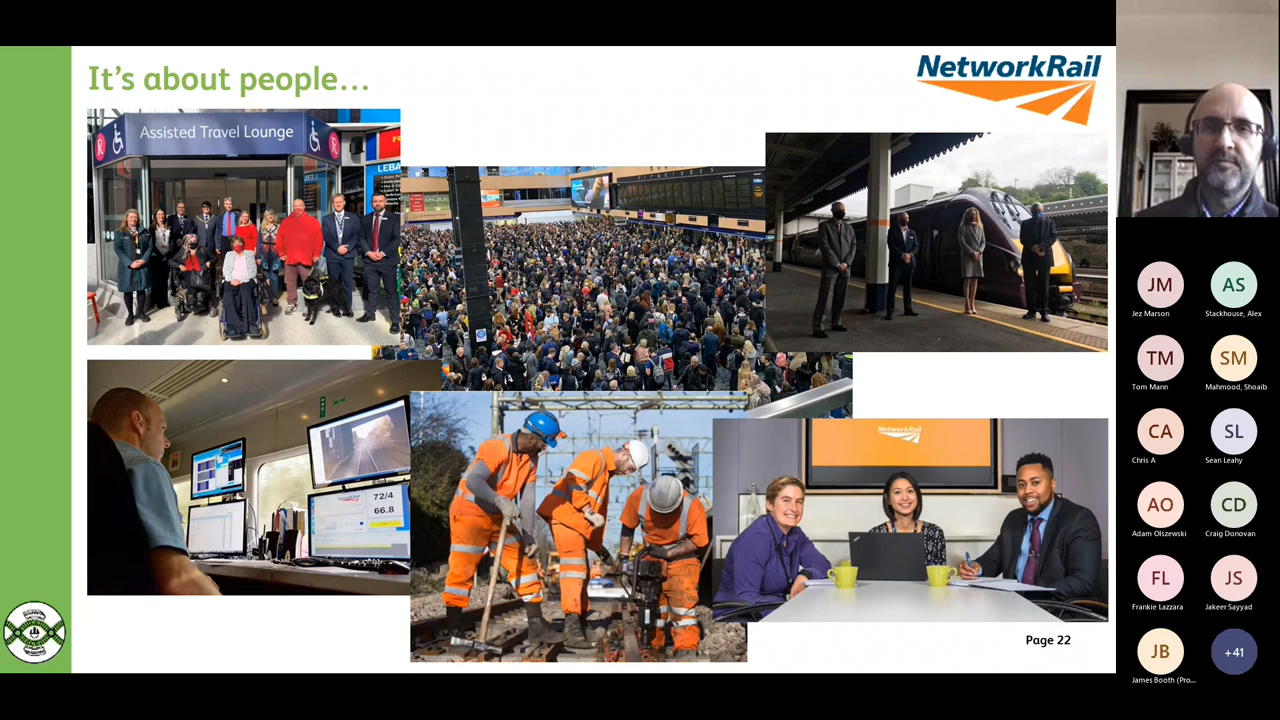 It's about people...
NetworkRail
Assisted Travel Lounge
LEBA
72/4
66.8
NetworkRail
Page 22
JM
Jez Marson
AS
Stackhouse, Alex
TM
Tom Mann
SM
Mahmood, Shoaib
CA
Chris A
SL
Sean Leahy
AO
Adam Olszewski
CD
Craig Donovan
FL
Frankie Lazzara
JS
Jakeer Sayyad
JB
James Booth (Pro...
+41